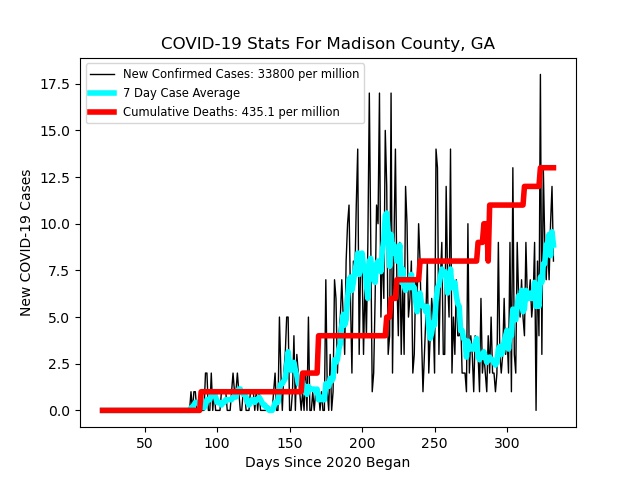 COVID-19 Stats For Madison County, GA
New Confirmed Cases: 33800 per million
7 Day Case Average
Cumulative Deaths: 435.1 per million
New COVID-19 Cases
17.5
15.0
12.5
10.0
7.5
5.0
2.5
0.0
50 100 150 200 250 300
Days Since 2020 Began